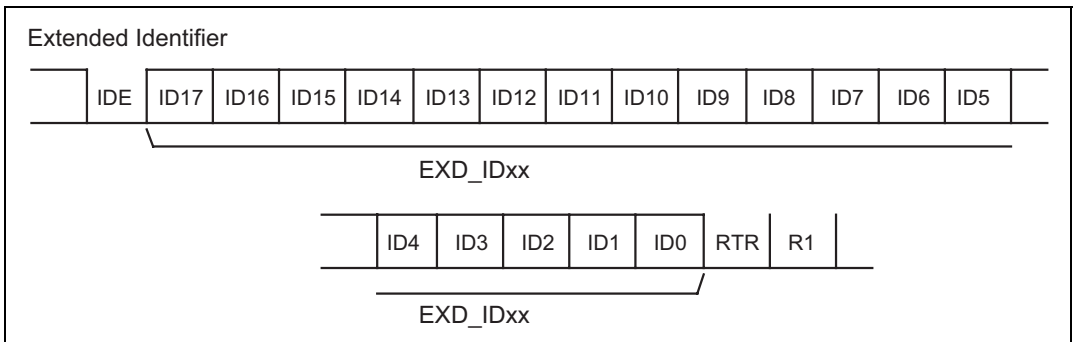 Extended Identifier
IDE ID17 ID16 ID15 ID14 ID13 ID12 ID11 ID10 ID9 ID8 ID7 ID6 ID5
EXD_IDxx
ID4 ID3 ID2 ID1 ID0 RTR R1
EXD_IDxx